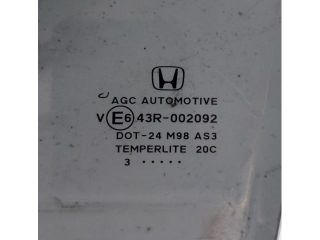 AGC AUTOMOTIVE
V E6 43R-002092
DOT-24 M98 AS3
TEMPERLITE 20C
3 .....